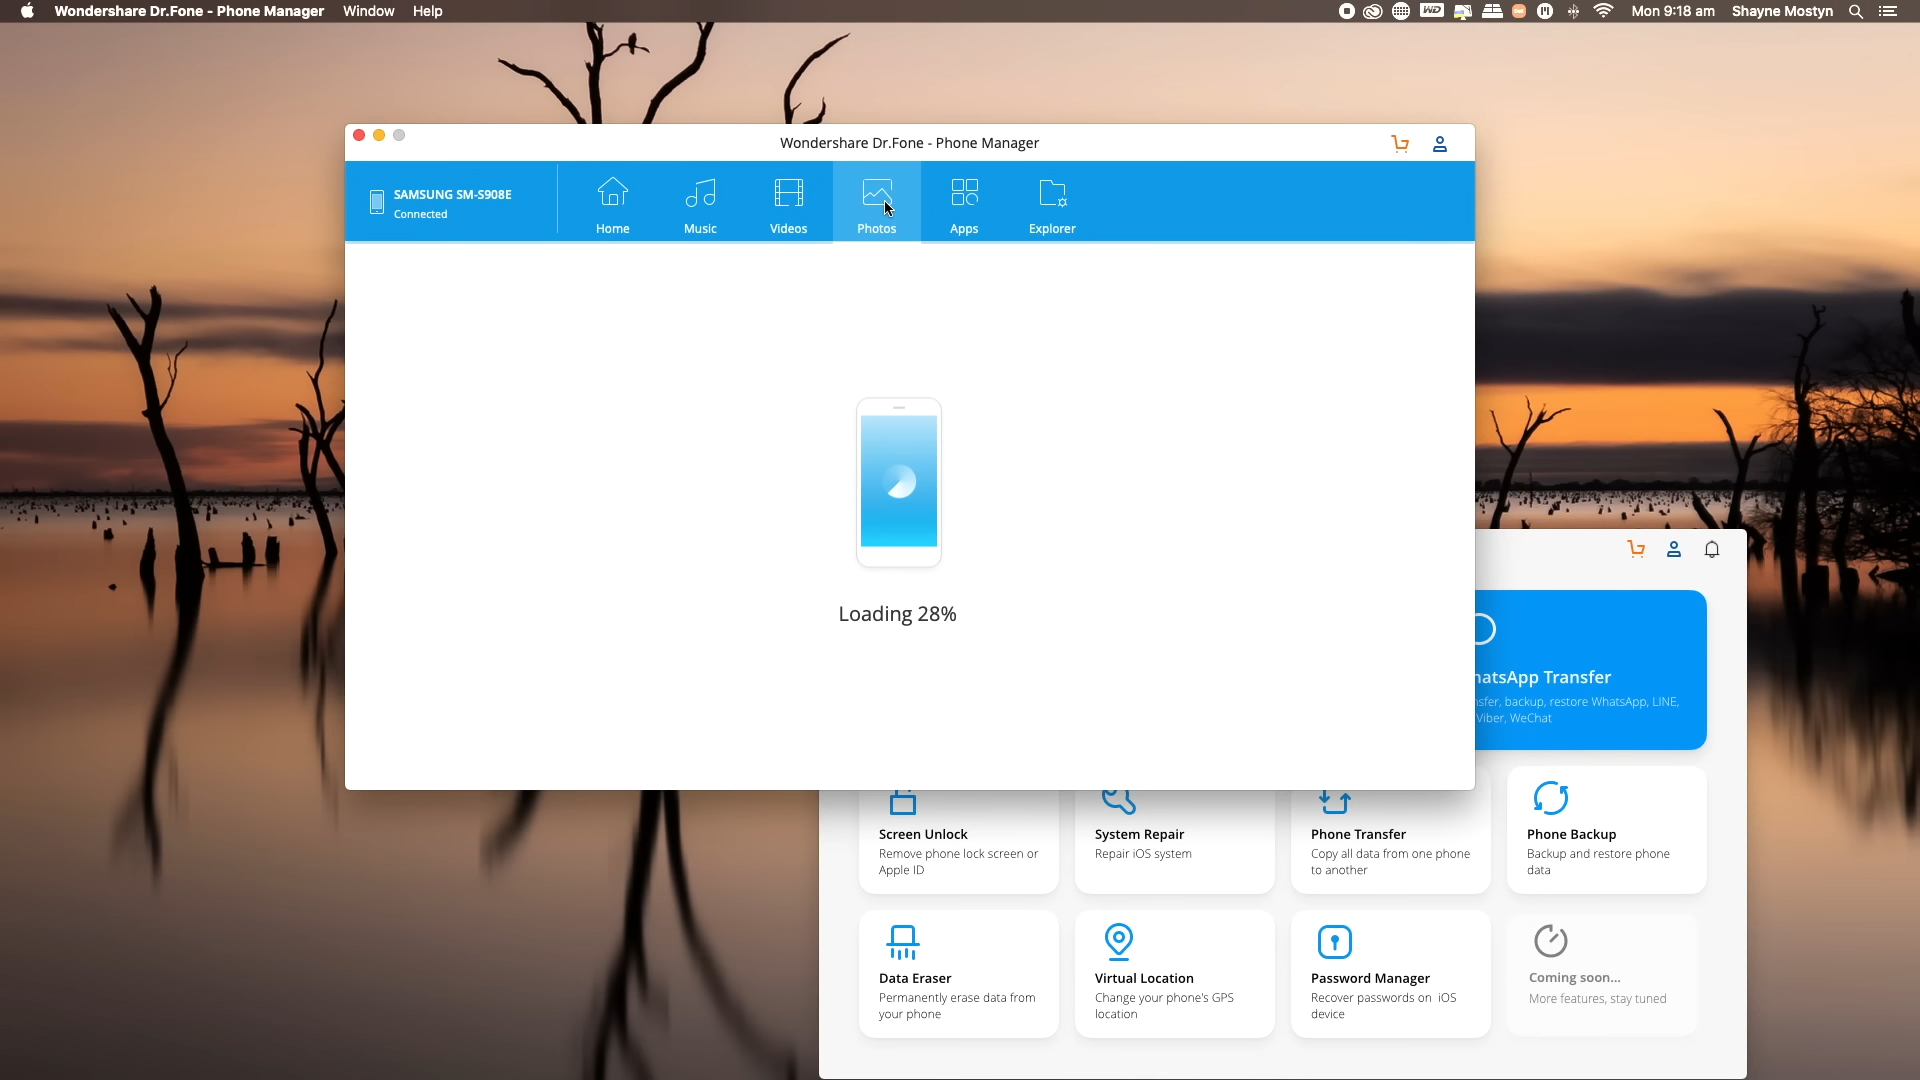 Wondershare Dr.Fone - Phone Manager Window Help
Mon 9:18 am Shayne Mostyn
Wondershare Dr.Fone - Phone Manager
SAMSUNG SM-S908E
Connected
Home
Music
Videos
Photos
Apps
Explorer
Loading 28%
hatsApp Transfer
nsfer, backup, restore WhatsApp, LINE,
Viber, WeChat
Screen Unlock
Remove phone lock screen or
Apple ID
System Repair
Repair iOS system
Phone Transfer
Copy all data from one phone
to another
Phone Backup
Backup and restore phone
data
Data Eraser
Permanently erase data from
your phone
Virtual Location
Change your phone's GPS
location
Password Manager
Recover passwords on iOS
device
Coming soon...
More features, stay tuned